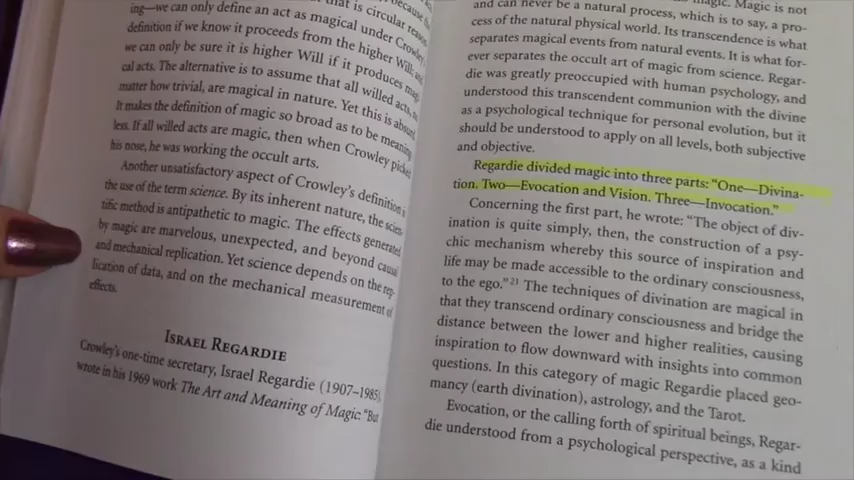 that is circular reason-
ing—we can only define an act as magical under Crowley's
definition if we know it proceeds from the higher Will, and
we can only be sure it is higher Will if it produces magi-
cal acts. The alternative is to assume that all willed acts, no
matter how trivial, are magical in nature. Yet this is absurd
It makes the definition of magic so broad as to be meaning-
less. If all willed acts are magic, then when Crowley picked
his nose, he was working the occult arts.
Another unsatisfactory aspect of Crowley's definition is
the use of the term science. By its inherent nature, the scien-
tific method is antipathetic to magic. The effects generated
by magic are marvelous, unexpected, and beyond causal
and mechanical replication. Yet science depends on the rep-
lication of data, and on the mechanical measurement of
effects.
ISRAEL REGARDIE
Crowley's one-time secretary, Israel Regardie (1907–1985),
wrote in his 1969 work The Art and Meaning of Magic: "But
magic. Magic is not
and can never be a natural process, which is to say, a pro-
cess of the natural physical world. Its transcendence is what
separates magical events from natural events. It is what for-
ever separates the occult art of magic from science. Regar-
die was greatly preoccupied with human psychology, and
understood this transcendent communion with the divine
as a psychological technique for personal evolution, but it
should be understood to apply on all levels, both subjective
and objective.
Regardie divided magic into three parts: "One—Divina-
tion. Two—Evocation and Vision. Three—Invocation."
Concerning the first part, he wrote: "The object of div-
ination is quite simply, then, the construction of a psy-
chic mechanism whereby this source of inspiration and
life may be made accessible to the ordinary consciousness,
to the ego."21 The techniques of divination are magical in
that they transcend ordinary consciousness and bridge the
distance between the lower and higher realities, causing
inspiration to flow downward with insights into common
questions. In this category of magic Regardie placed geo-
mancy (earth divination), astrology, and the Tarot.
Evocation, or the calling forth of spiritual beings, Regar-
die understood from a psychological perspective, as a kind